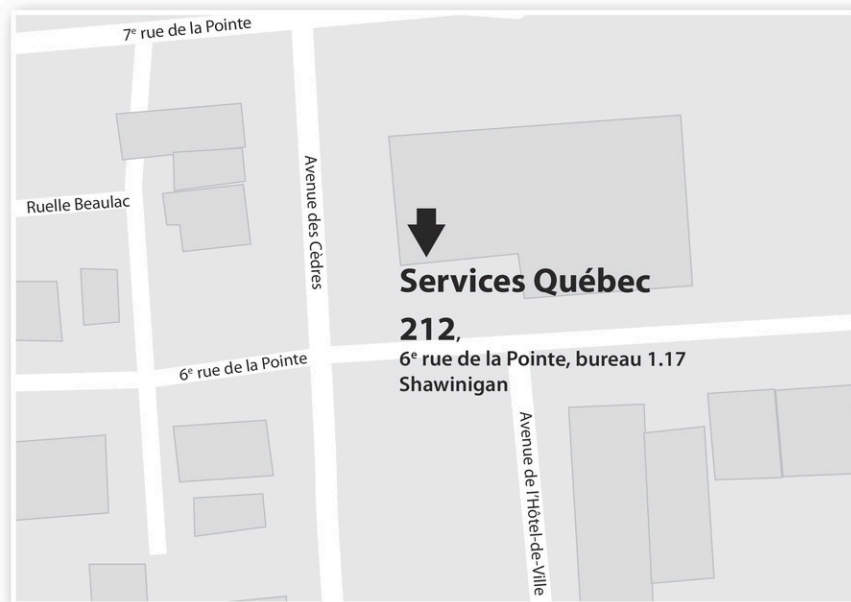 7e rue de la Pointe
Ruelle Beaulac
Avenue des Cèdres
Services Québec
212,
6e rue de la Pointe, bureau 1.17
Shawinigan
6e rue de la Pointe
Avenue de l'Hôtel-de-Ville